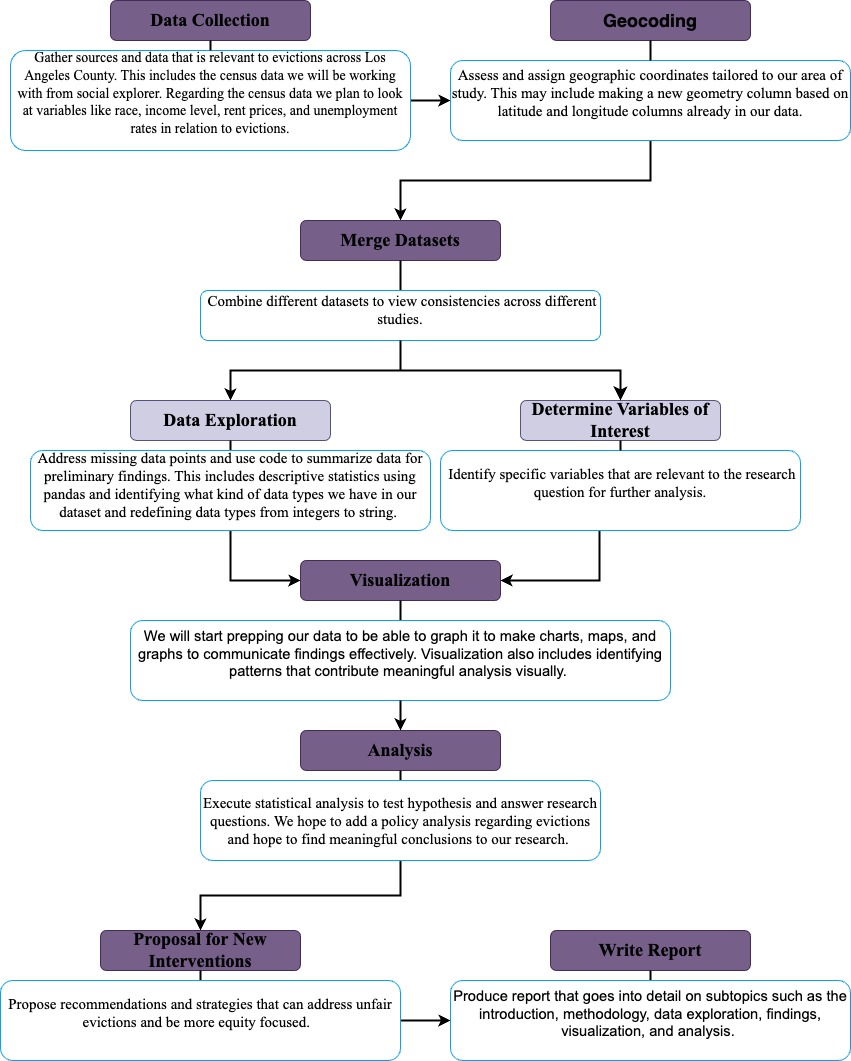 Data Collection
Gather sources and data that is relevant to evictions across Los
Angeles County. This includes the census data we will be working
with from social explorer. Regarding the census data we plan to look
at variables like race, income level, rent prices, and unemployment
rates in relation to evictions.
Geocoding
Assess and assign geographic coordinates tailored to our area of
study. This may include making a new geometry column based on
latitude and longitude columns already in our data.
Merge Datasets
Combine different datasets to view consistencies across different
studies.
Data Exploration
Address missing data points and use code to summarize data for
preliminary findings. This includes descriptive statistics using
pandas and identifying what kind of data types we have in our
dataset and redefining data types from integers to string.
Determine Variables of
Interest
Identify specific variables that are relevant to the research
question for further analysis.
Visualization
We will start prepping our data to be able to graph it to make charts, maps, and
graphs to communicate findings effectively. Visualization also includes identifying
patterns that contribute meaningful analysis visually.
Analysis
Execute statistical analysis to test hypothesis and answer research
questions. We hope to add a policy analysis regarding evictions
and hope to find meaningful conclusions to our research.
Proposal for New
Interventions
Propose recommendations and strategies that can address unfair
evictions and be more equity focused.
Write Report
Produce report that goes into detail on subtopics such as the
introduction, methodology, data exploration, findings,
visualization, and analysis.